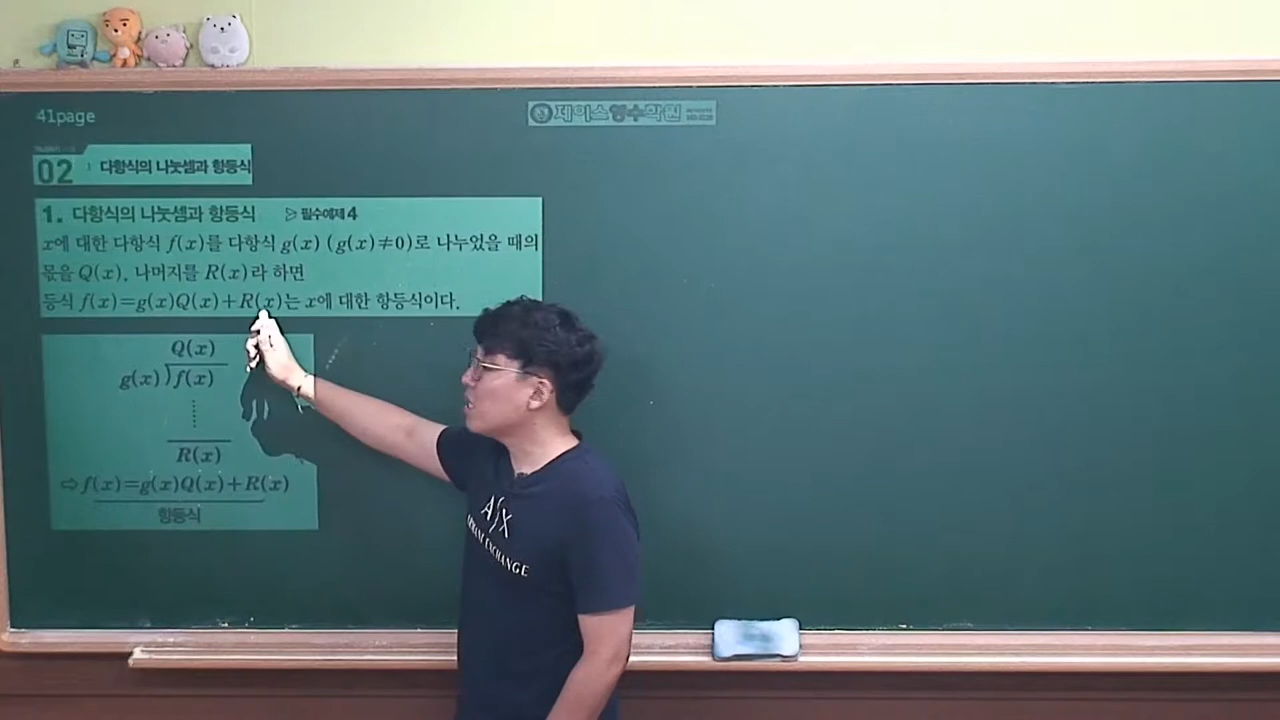 41page
제이스영수학원
02 다항식의 나눗셈과 항등식
1. 다항식의 나눗셈과 항등식 ▷ 필수예제 4
x에 대한 다항식 f(x)를 다항식 g(x) (g(x)≠0)로 나누었을 때의
몫을 Q(x), 나머지를 R(x)라 하면
등식 f(x)=g(x)Q(x)+R(x)는 x에 대한 항등식이다.
Q(x)
g(x))f(x)
⋮
R(x)
⇨ f(x)=g(x)Q(x)+R(x)
항등식
A|X
ARMANI EXCHANGE